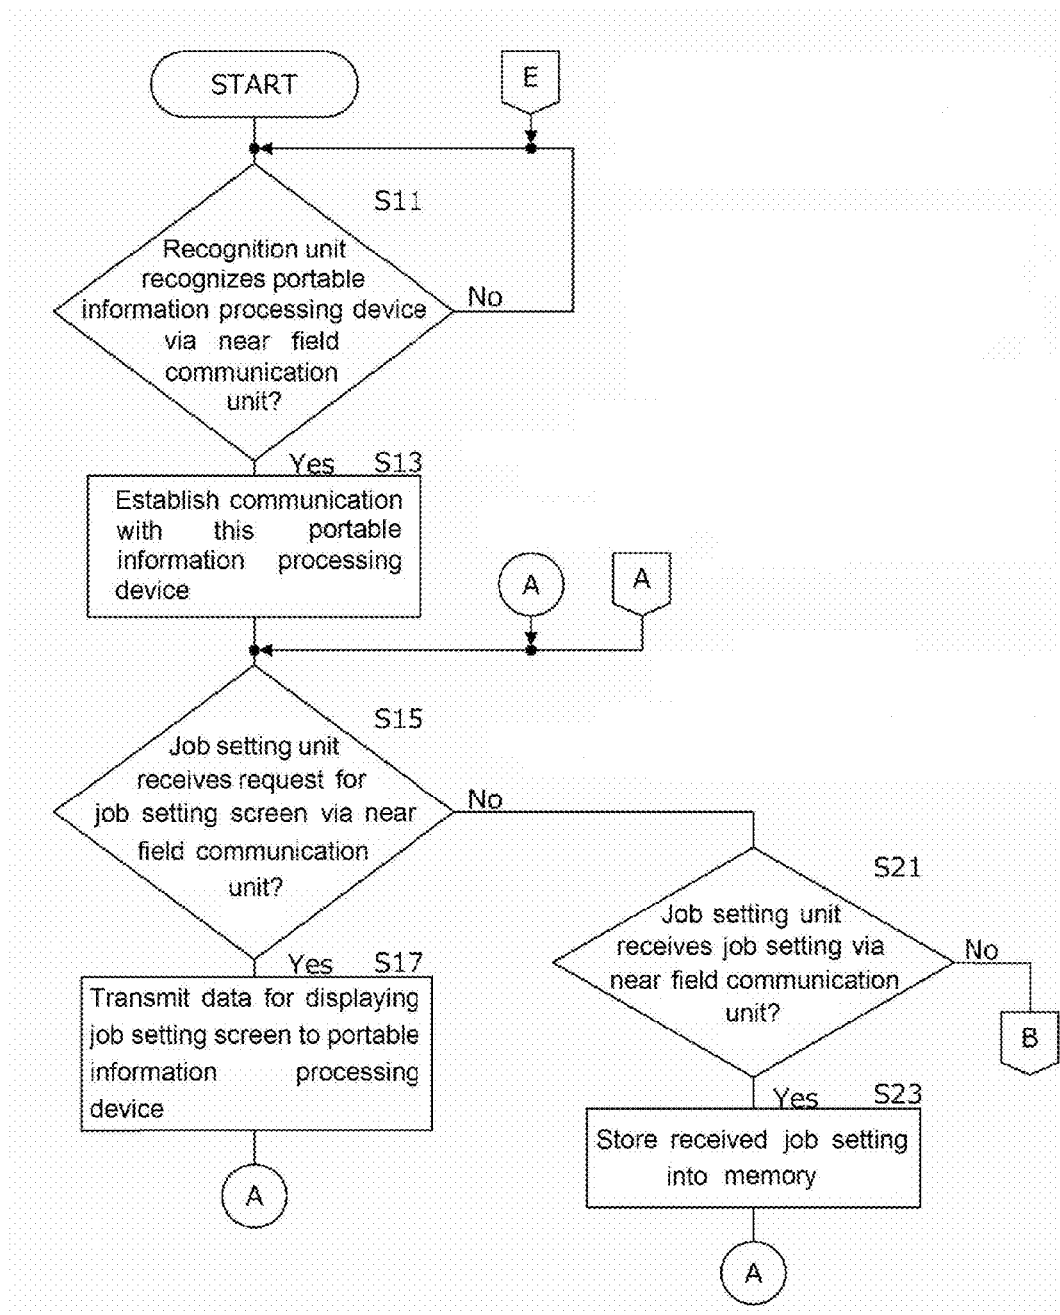 START
E
S11
Recognition unit
recognizes portable
information processing device
via near field
communication
unit?
No
Yes
S13
Establish communication
with this portable
information processing
device
A
A
S15
Job setting unit
receives request for
job setting screen via near
field communication
unit?
No
Yes
S17
Transmit data for displaying
job setting screen to portable
information processing
device
A
S21
Job setting unit
receives job setting via
near field communication
unit?
No
B
Yes
S23
Store received job setting
into memory
A